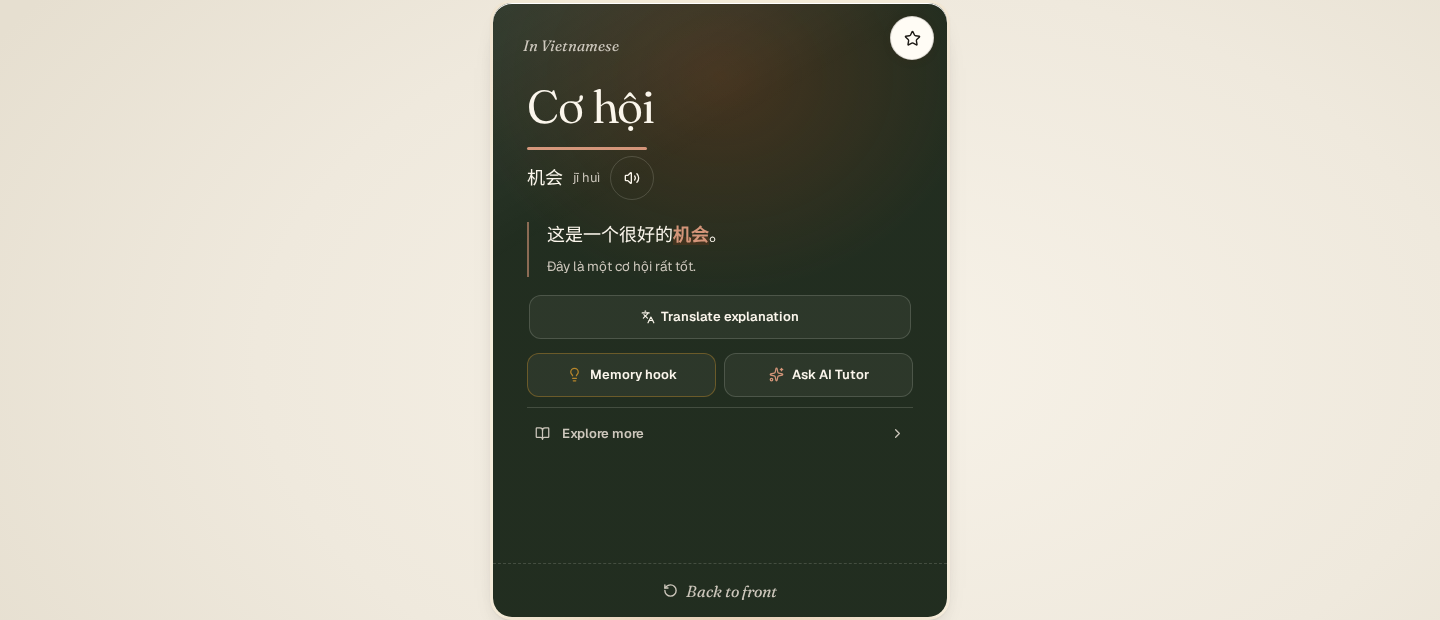 In Vietnamese
Cơ hội
机会 jī huì
这是一个很好的机会。
Đây là một cơ hội rất tốt.
Translate explanation
Memory hook
Ask AI Tutor
Explore more
Back to front